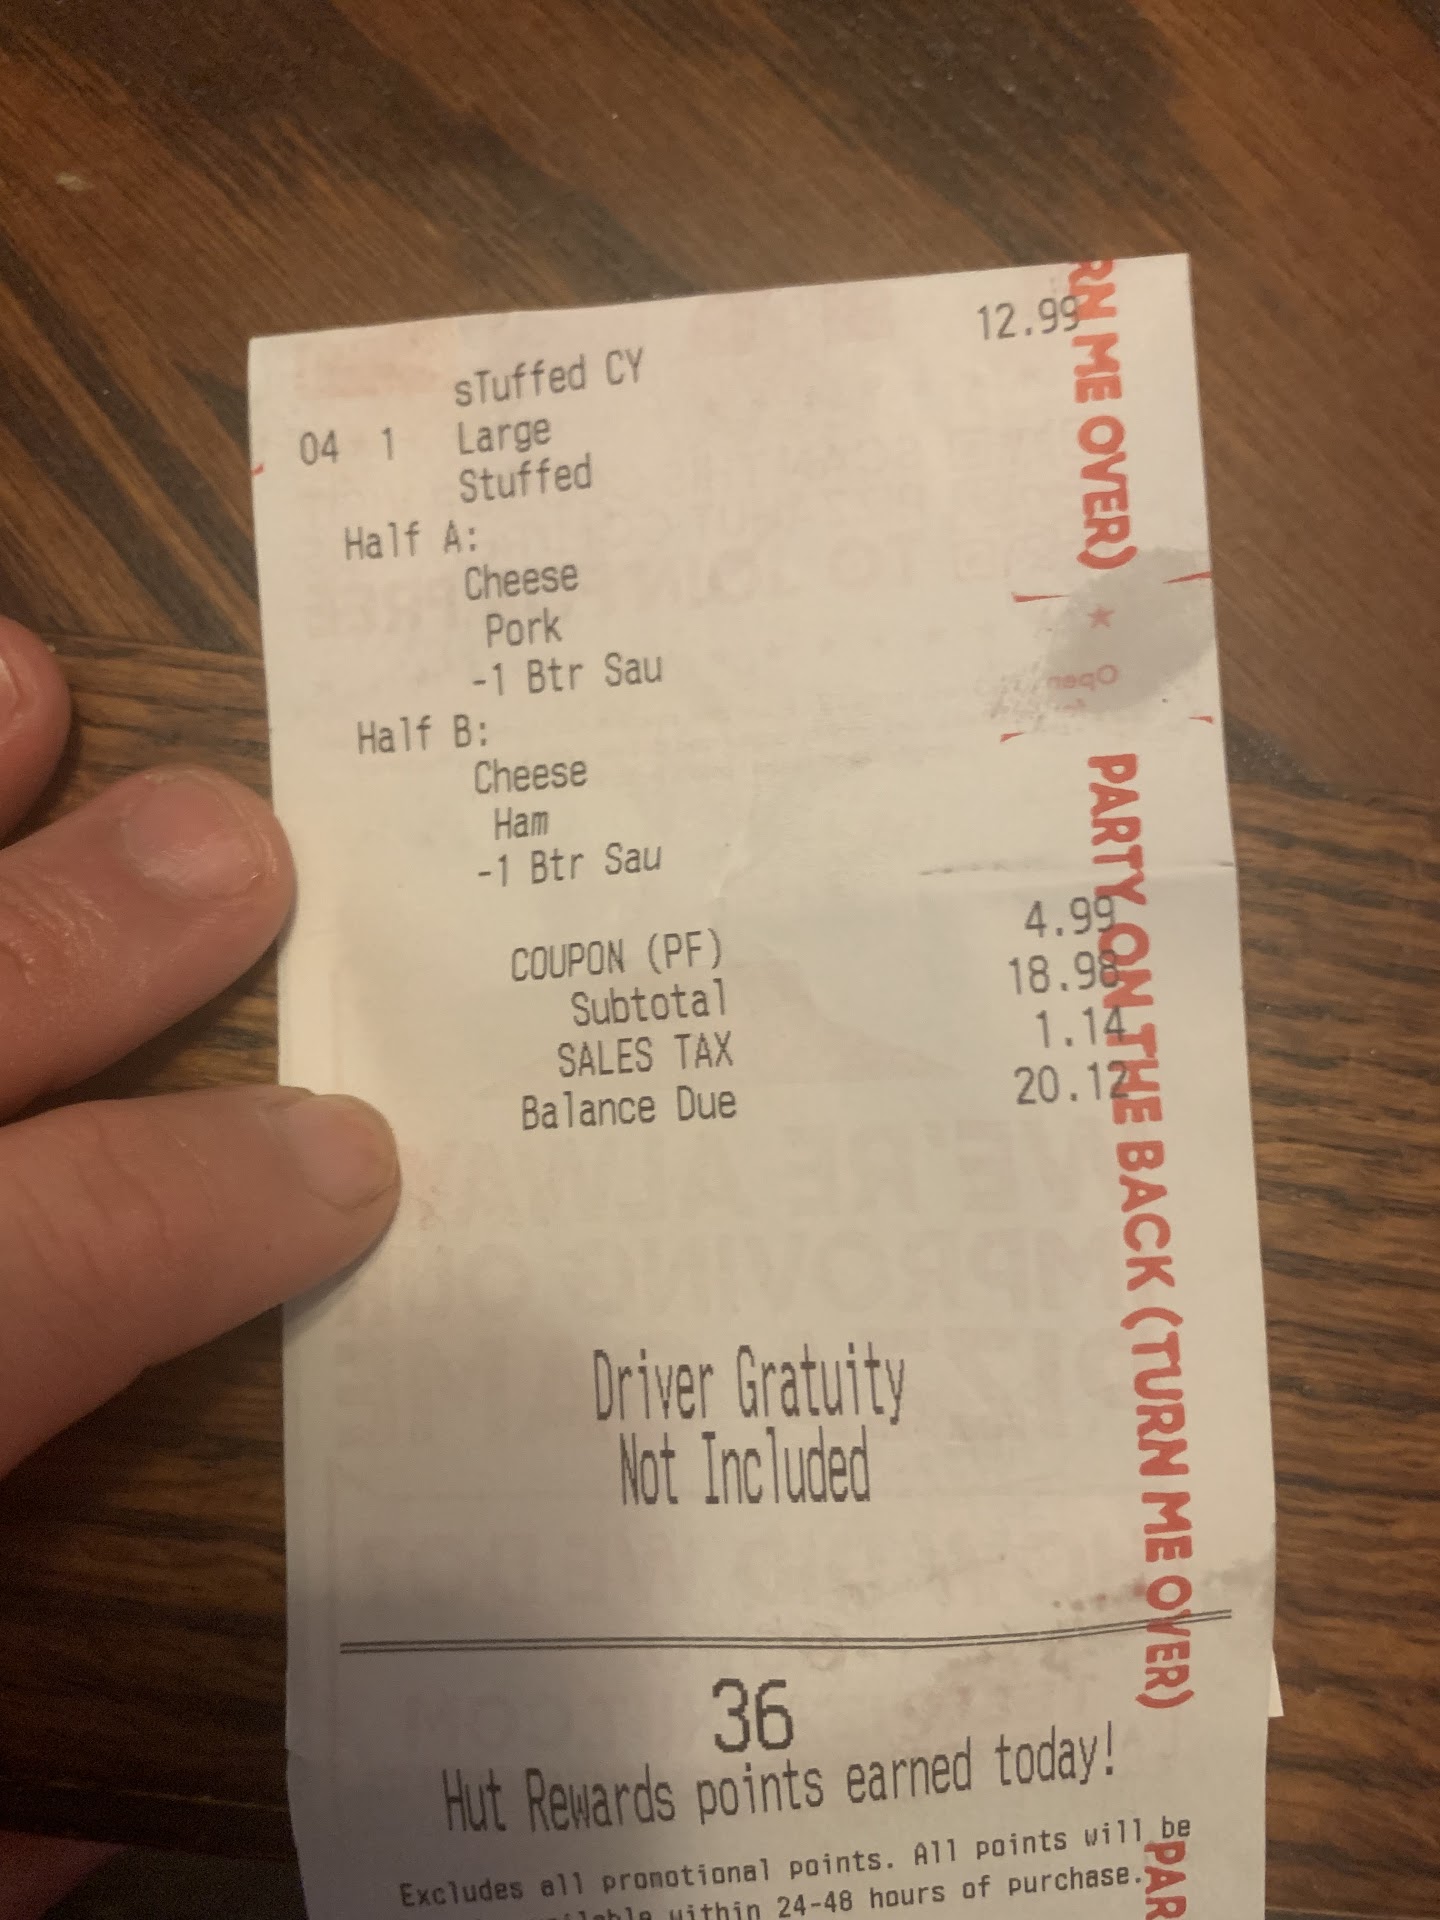 12.99
sTuffed CY
04 1 Large
Stuffed
Half A:
Cheese
Pork
-1 Btr Sau
Half B:
Cheese
Ham
-1 Btr Sau
COUPON (PF) 4.99
Subtotal 18.98
SALES TAX 1.14
Balance Due 20.12
Driver Gratuity
Not Included
36
Hut Rewards points earned today!
Excludes all promotional points. All points will be
within 24-48 hours of purchase.
RN ME OVER)
Open
PARTY ON THE BACK (TURN ME OVER)
PAR